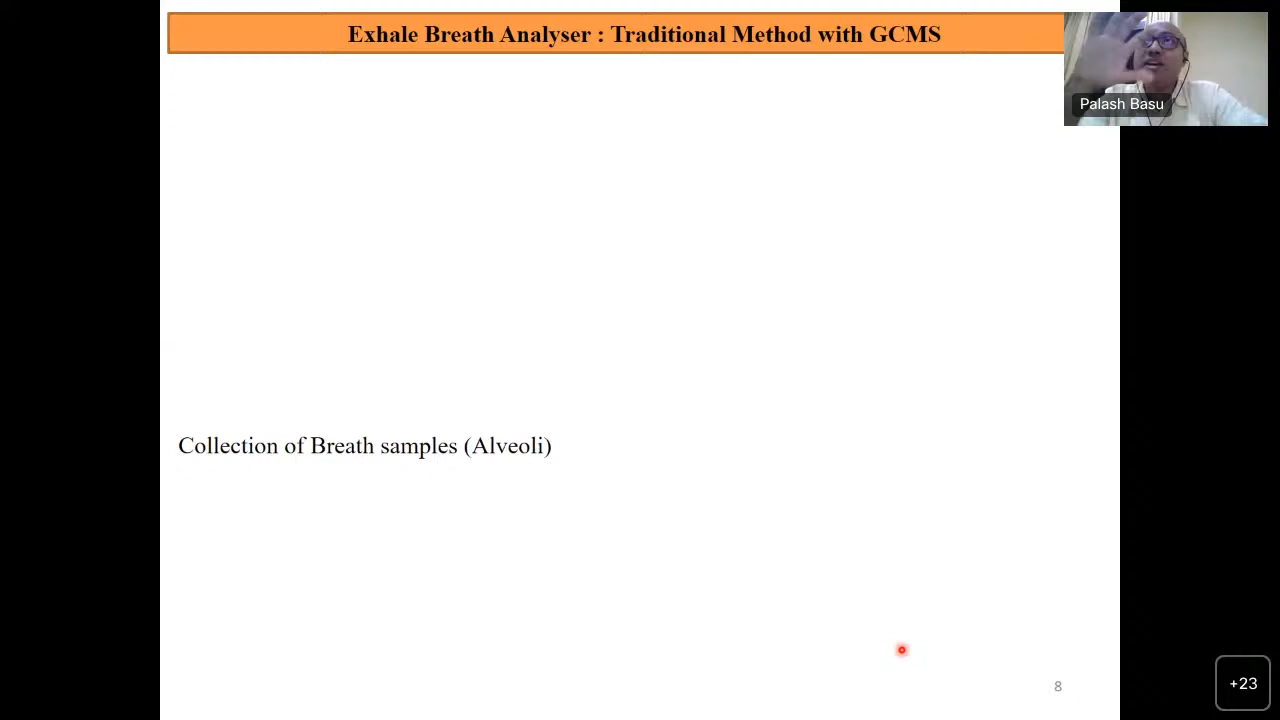 Exhale Breath Analyser : Traditional Method with GCMS
Palash Basu
Collection of Breath samples (Alveoli)
8
+23